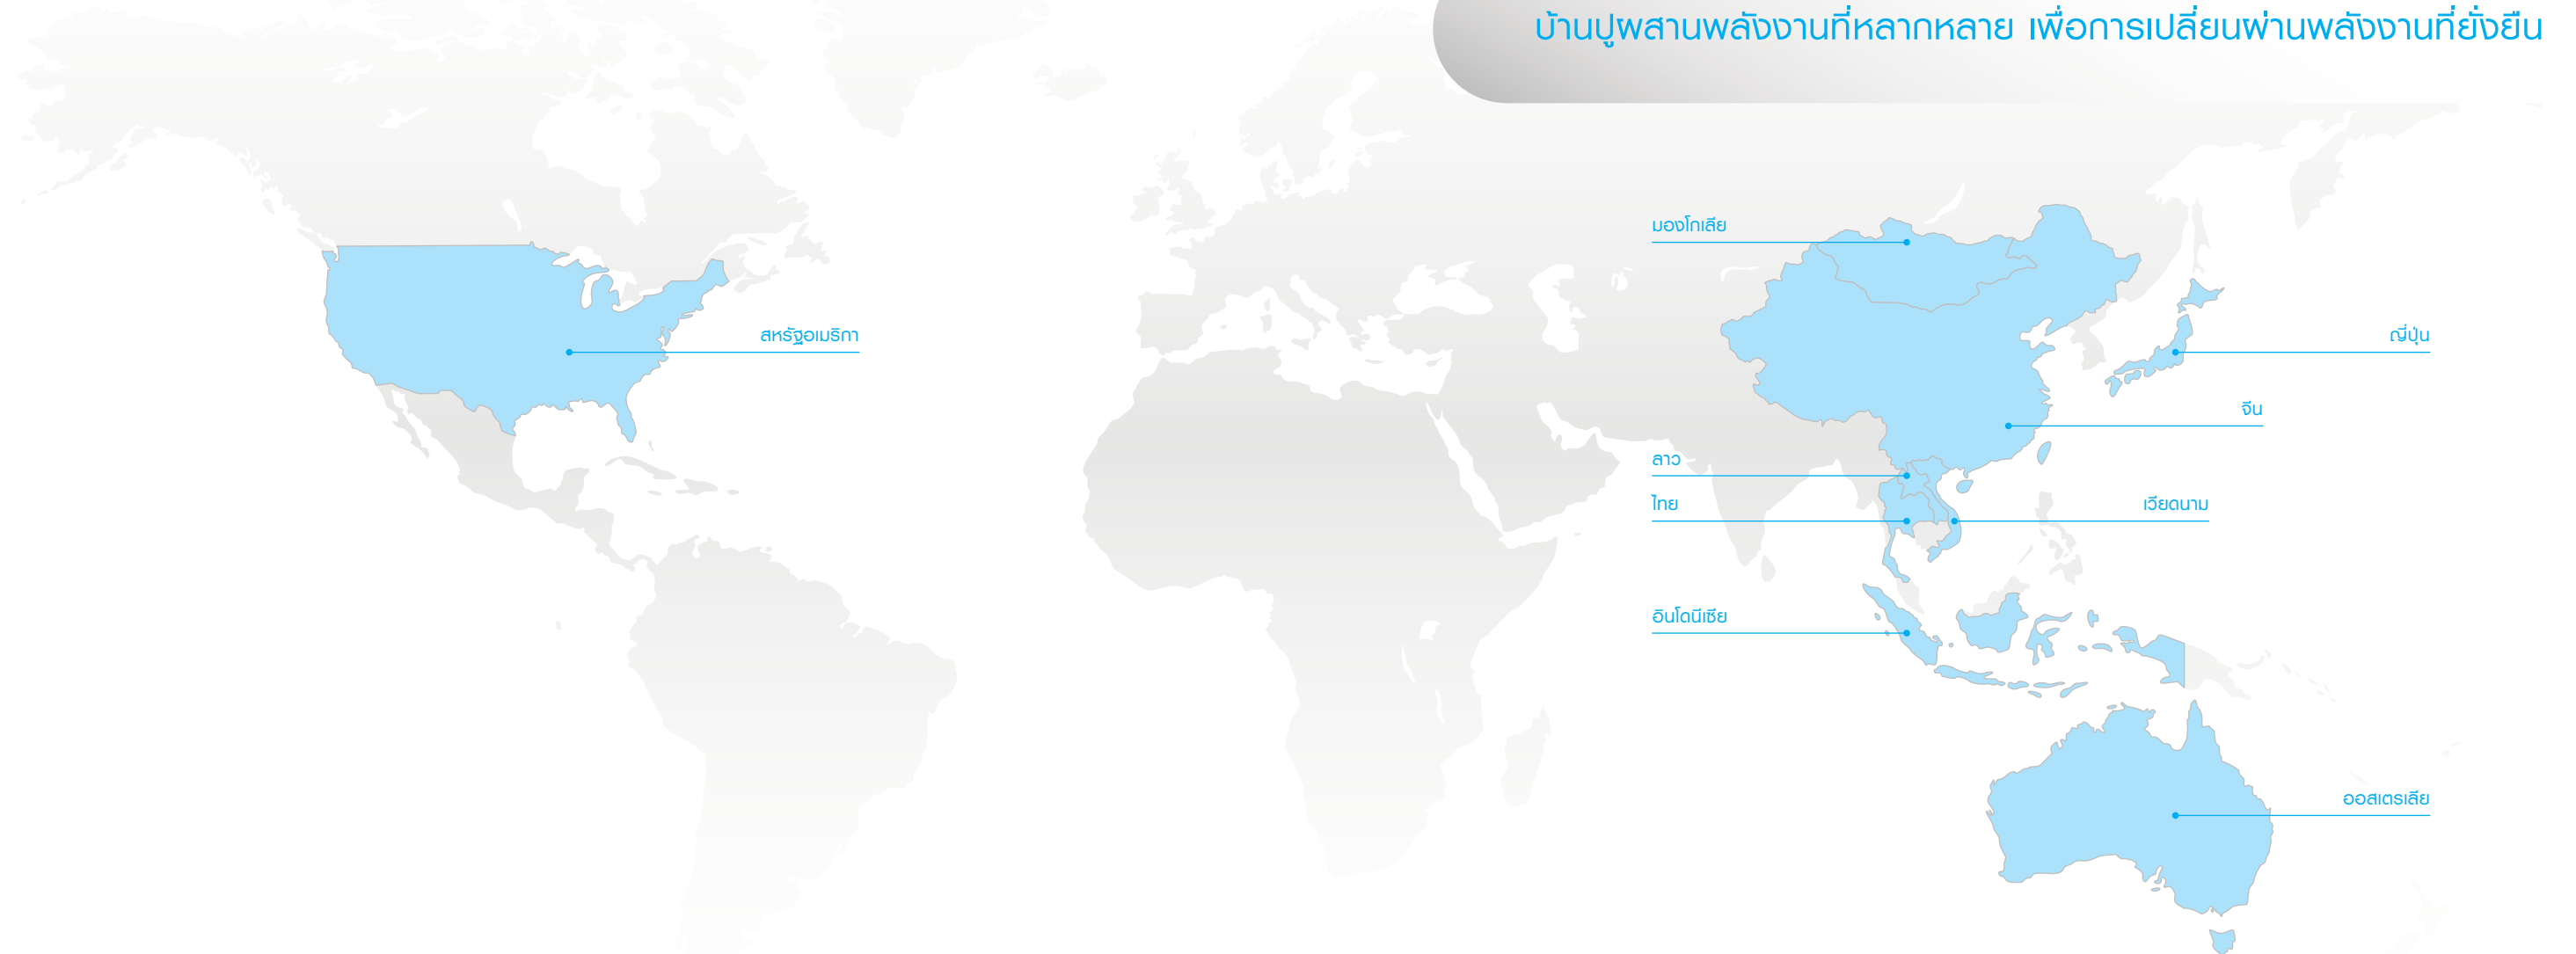 บ้านปูผสานพลังงานที่หลากหลาย เพื่อการเปลี่ยนผ่านพลังงานที่ยั่งยืน
มองโกเลีย
สหรัฐอเมริกา
ญี่ปุ่น
จีน
ลาว
ไทย
เวียดนาม
อินโดนีเซีย
ออสเตรเลีย